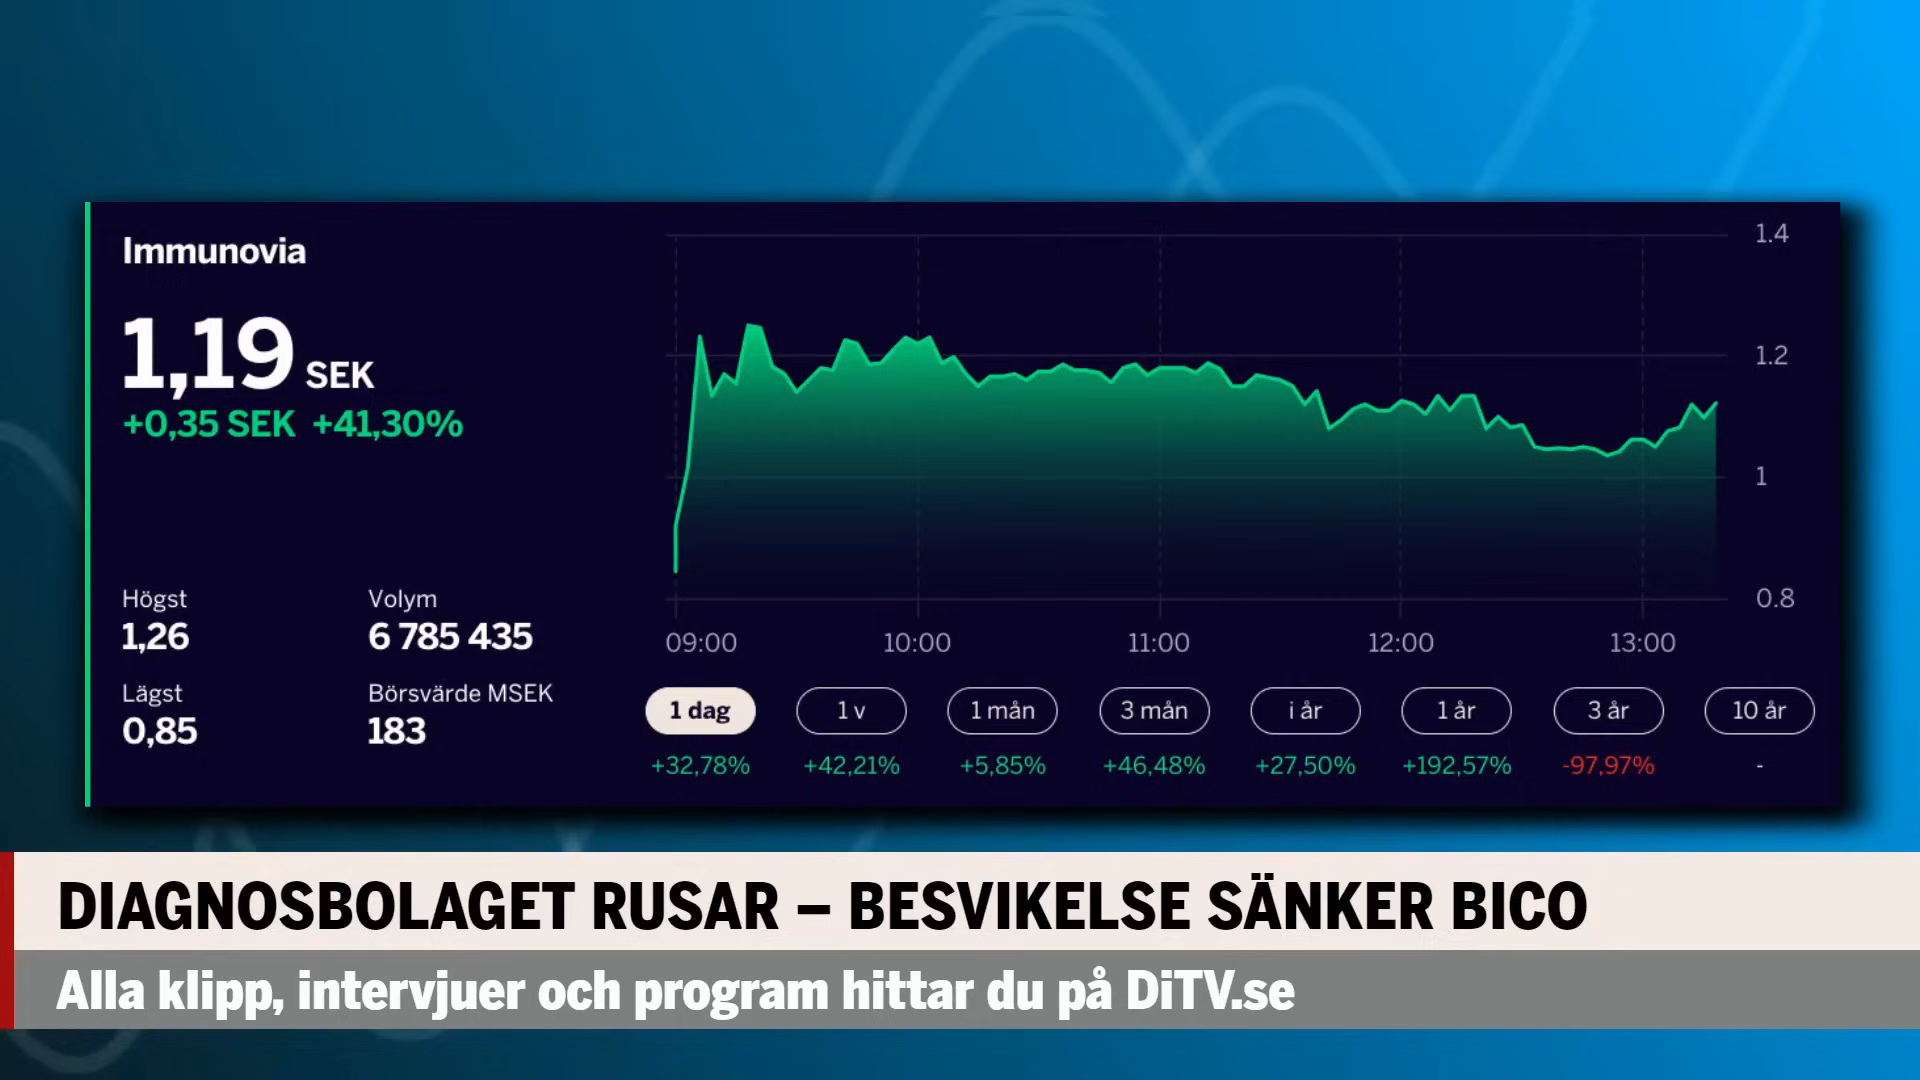 Immunovia
1,19 SEK
+0,35 SEK +41,30%
Högst
1,26
Volym
6 785 435
Lägst
0,85
Börsvärde MSEK
183
1.4
1.2
1
0.8
09:00 10:00 11:00 12:00 13:00
1 dag 1 v 1 mån 3 mån i år 1 år 3 år 10 år
+32,78% +42,21% +5,85% +46,48% +27,50% +192,57% -97,97% -
DIAGNOSBOLAGET RUSAR – BESVIKELSE SÄNKER BICO
Alla klipp, intervjuer och program hittar du på DiTV.se